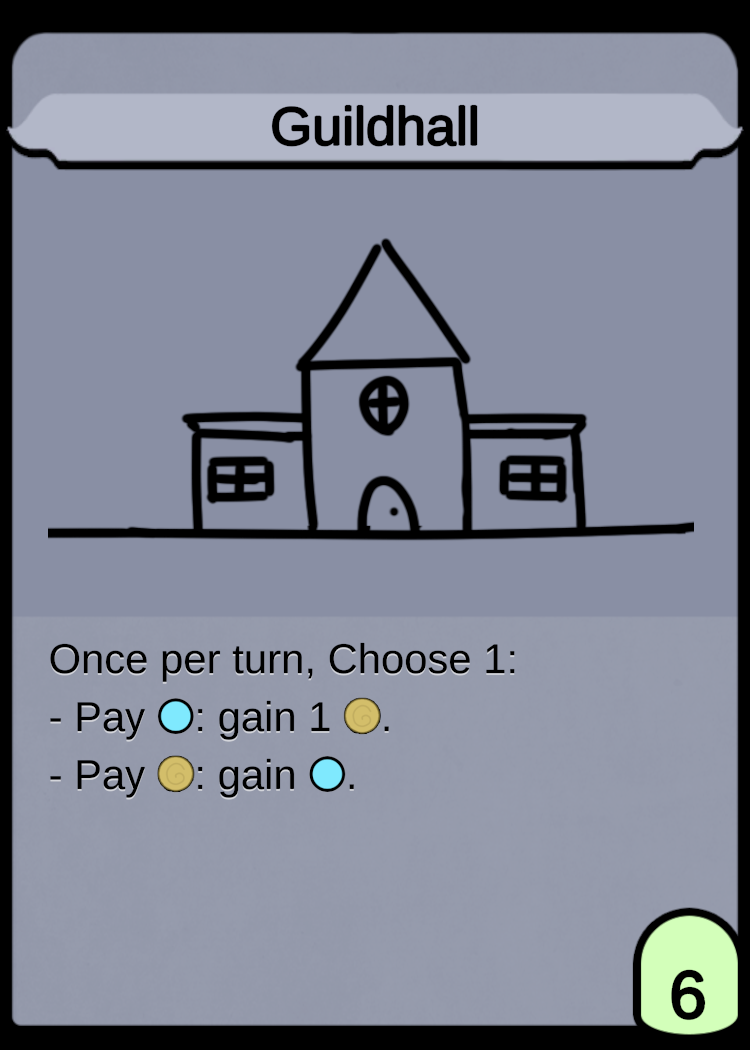 Guildhall
Once per turn, Choose 1:
- Pay : gain 1 .
- Pay : gain .
6